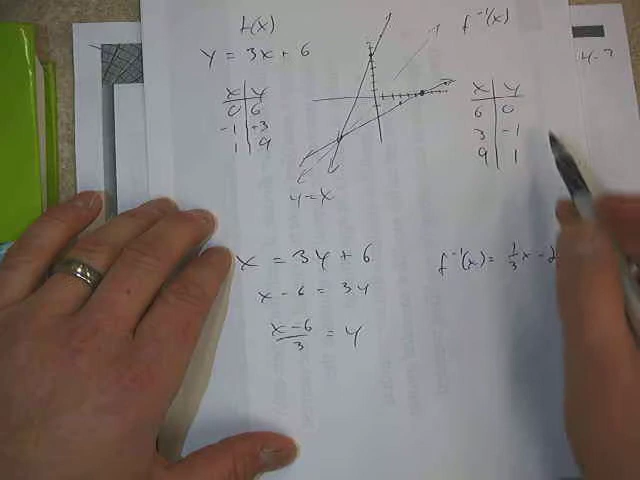 f(x)
f⁻¹(x)
y = 3x + 6
x | y
0 | 6
-1 | +3
1 | 9
x | y
6 | 0
3 | -1
9 | 1
y = x
x = 3y + 6
x - 6 = 3y
x-6/3 = y
f⁻¹(x) = 1/3 x - 2